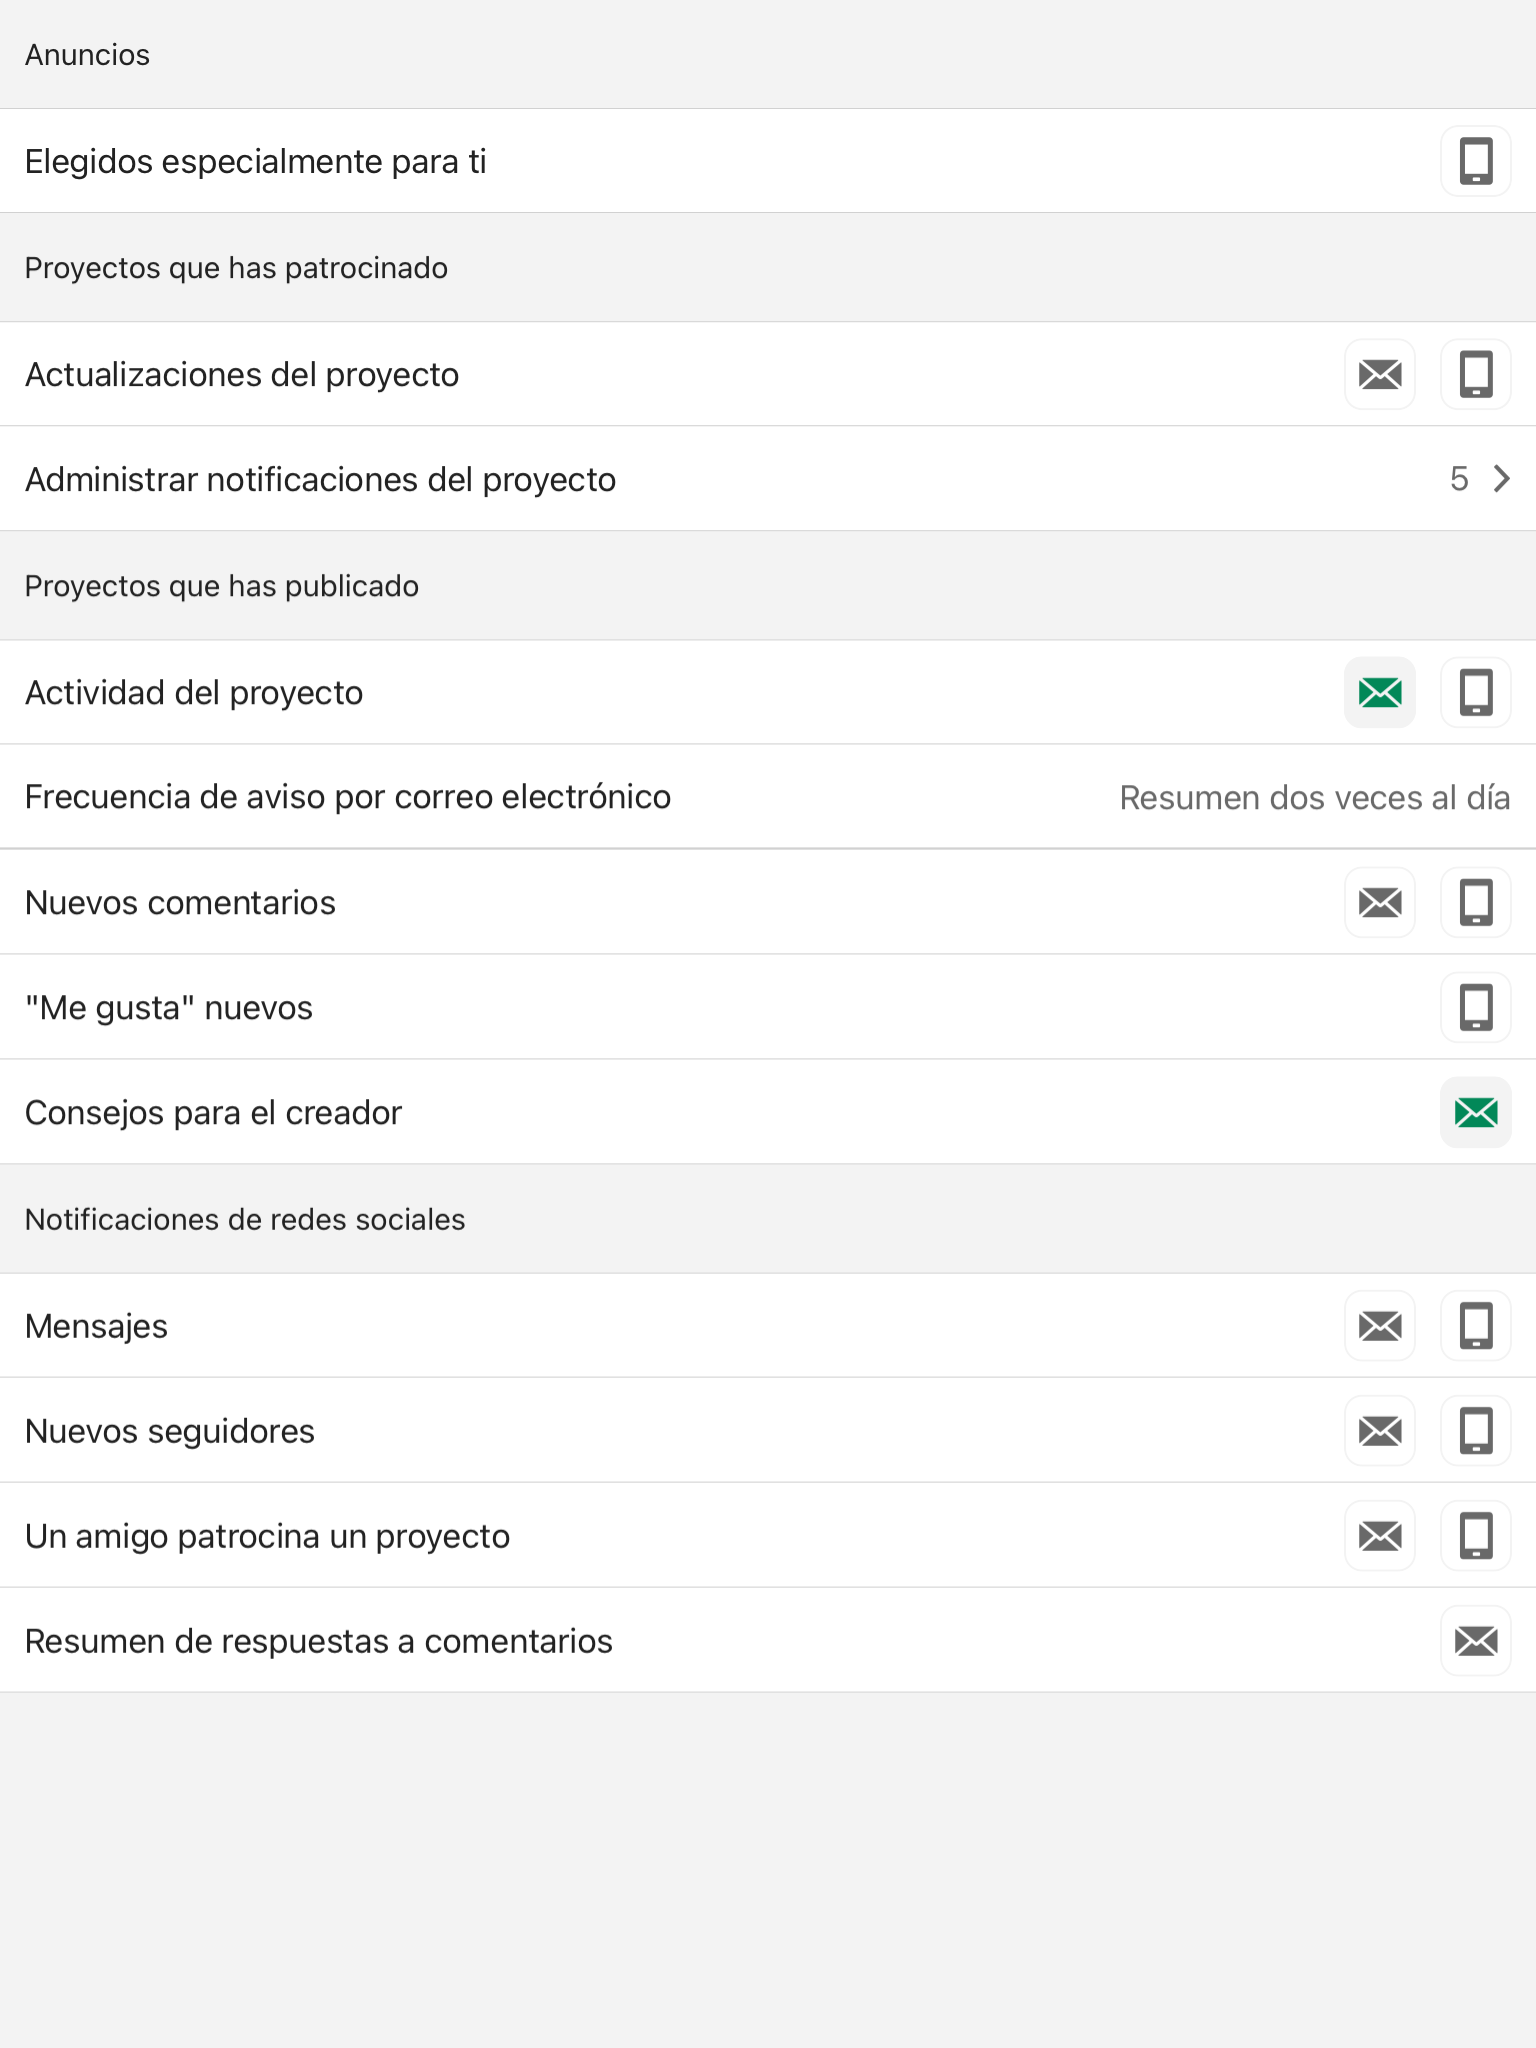 Anuncios
Elegidos especialmente para ti
Proyectos que has patrocinado
Actualizaciones del proyecto
Administrar notificaciones del proyecto 5
Proyectos que has publicado
Actividad del proyecto
Frecuencia de aviso por correo electrónico Resumen dos veces al día
Nuevos comentarios
"Me gusta" nuevos
Consejos para el creador
Notificaciones de redes sociales
Mensajes
Nuevos seguidores
Un amigo patrocina un proyecto
Resumen de respuestas a comentarios